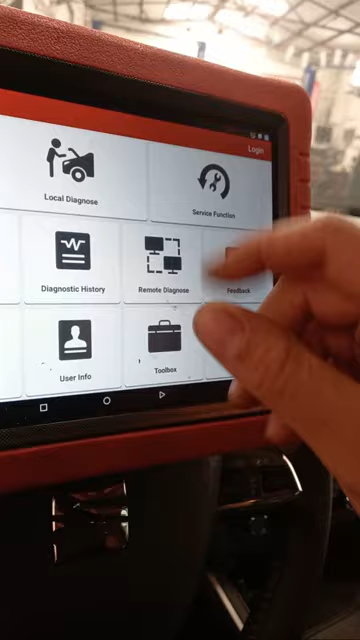 Login
Local Diagnose
Service Function
Diagnostic History
Remote Diagnose
Feedback
User Info
Toolbox